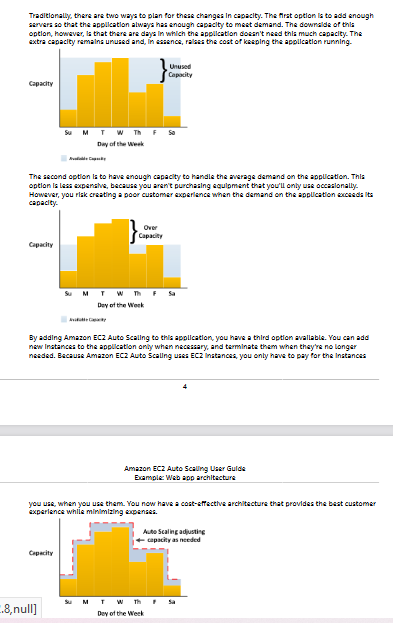 Traditionally, there are two ways to plan for these changes in capacity. The first option is to add enough
servers so that the application always has enough capacity to meet demand. The downside of this
option, however, is that there are days in which the application doesn't need this much capacity. The
extra capacity remains unused and, in essence, raises the cost of keeping the application running.
Unused
Capacity
Capacity
Su M T W Th F Sa
Day of the Week
Available Capacity
The second option is to have enough capacity to handle the average demand on the application. This
option is less expensive, because you aren't purchasing equipment that you'll only use occasionally.
However, you risk creating a poor customer experience when the demand on the application exceeds its
capacity.
Over
Capacity
Capacity
Su M T W Th F Sa
Day of the Week
Available Capacity
By adding Amazon EC2 Auto Scaling to this application, you have a third option available. You can add
new instances to the application only when necessary, and terminate them when they're no longer
needed. Because Amazon EC2 Auto Scaling uses EC2 instances, you only have to pay for the instances
4
Amazon EC2 Auto Scaling User Guide
Example: Web app architecture
you use, when you use them. You now have a cost-effective architecture that provides the best customer
experience while minimizing expenses.
Auto Scaling adjusting
capacity as needed
Capacity
.8,null]
Su M T W Th F Sa
Day of the Week